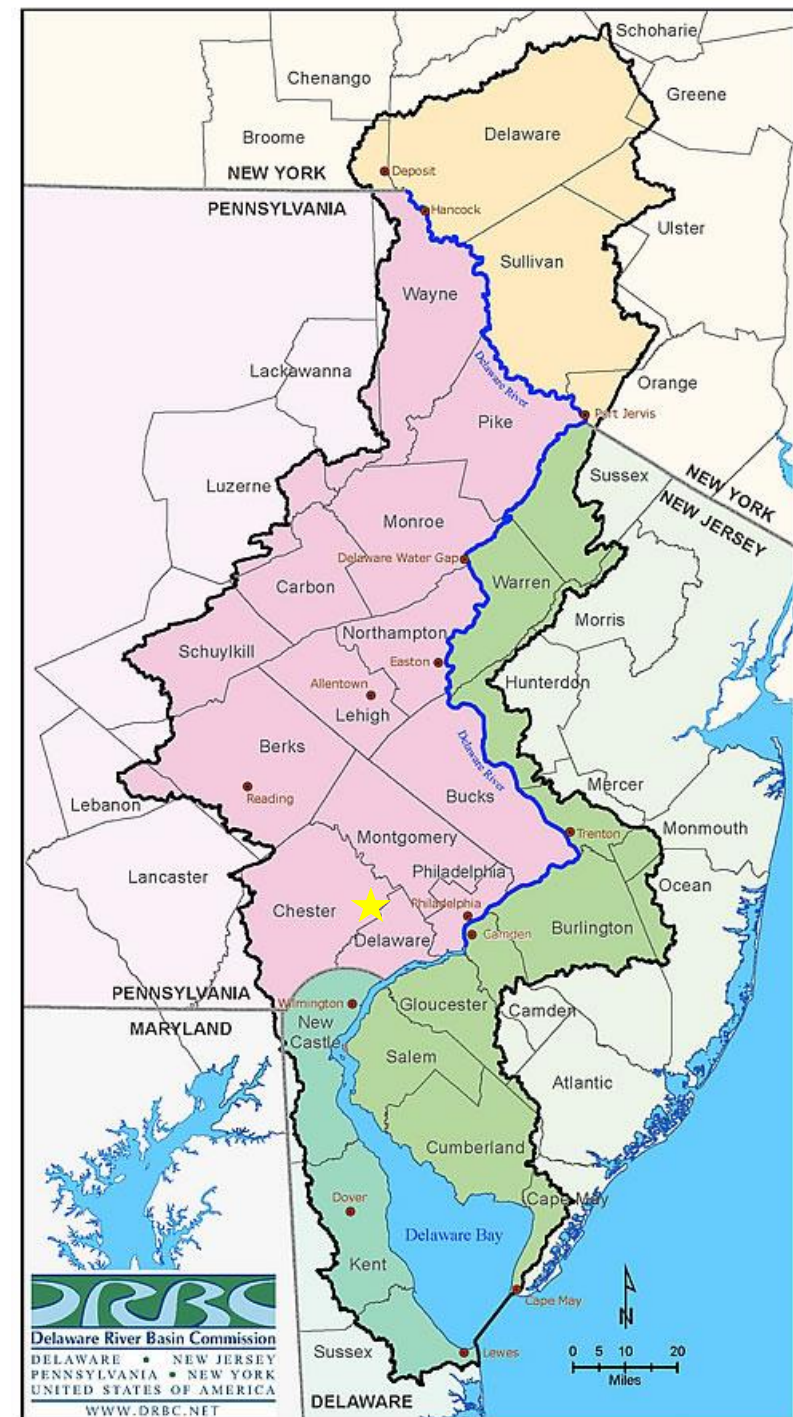 Schoharie
Chenango
Greene
Delaware
Broome
Deposit
NEW YORK
PENNSYLVANIA
Hancock
Ulster
Sullivan
Wayne
Delaware River
Lackawanna
Orange
Port Jervis
Pike
Sussex
NEW YORK
NEW JERSEY
Luzerne
Monroe
Delaware Water Gap
Warren
Carbon
Morris
Northampton
Schuylkill
Easton
Allentown
Hunterdon
Lehigh
Delaware River
Berks
Mercer
Reading
Bucks
Lebanon
Trenton
Monmouth
Montgomery
Philadelphia
Lancaster
Ocean
Chester
Philadelphia
Burlington
Camden
Delaware
PENNSYLVANIA
Wilmington
Gloucester
Camden
MARYLAND
New
Castle
Salem
Atlantic
Cumberland
Dover
Cape May
Delaware Bay
Kent
Cape May
N
DRBC
Delaware River Basin Commission
DELAWARE • NEW JERSEY
PENNSYLVANIA • NEW YORK
UNITED STATES OF AMERICA
WWW.DRBC.NET
Sussex
Lewes
DELAWARE
0 5 10 20
Miles